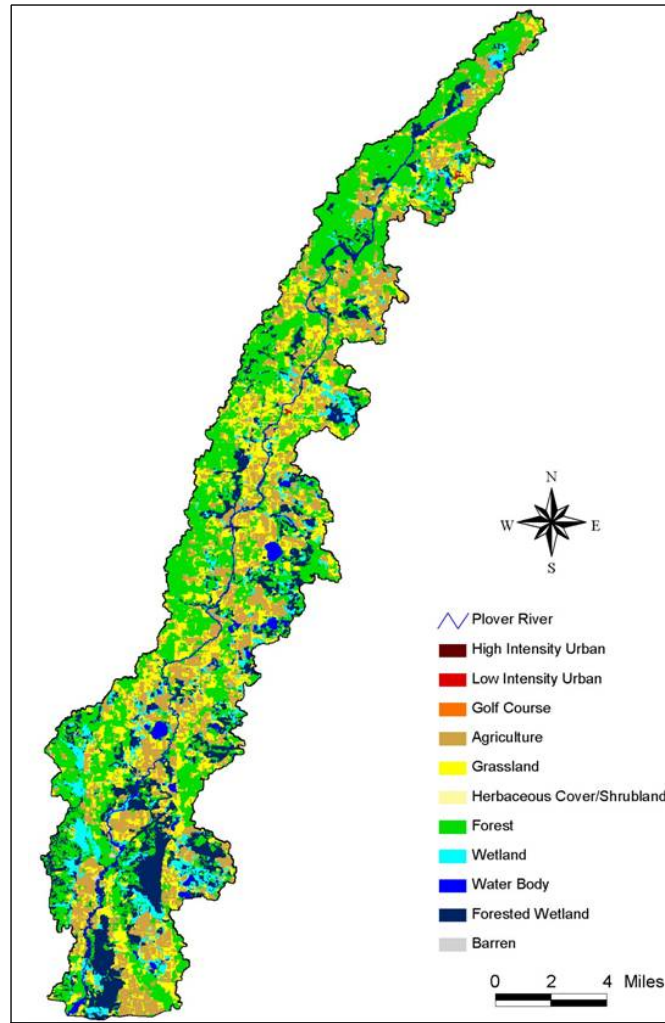 N
W E
S
Plover River
High Intensity Urban
Low Intensity Urban
Golf Course
Agriculture
Grassland
Herbaceous Cover/Shrubland
Forest
Wetland
Water Body
Forested Wetland
Barren
0 2 4 Miles